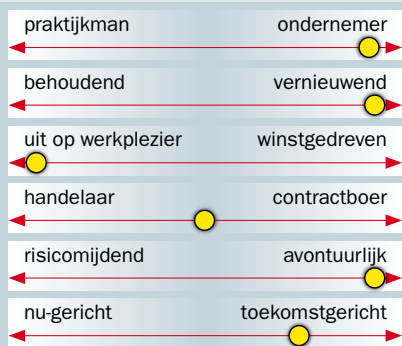 praktijkman ondernemer
behoudend vernieuwend
uit op werkplezier winstgedreven
handelaar contractboer
risicomijdend avontuurlijk
nu-gericht toekomstgericht